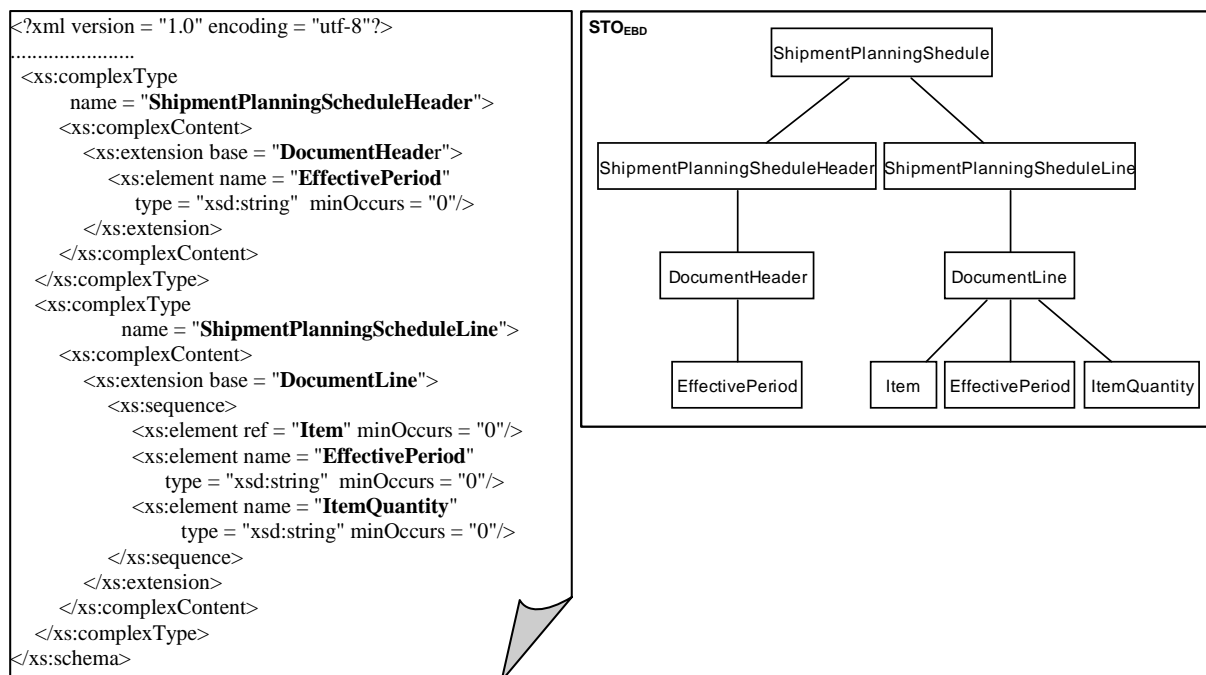 <?xml version = "1.0" encoding = "utf-8"?>
.......................
<xs:complexType
name = "ShipmentPlanningScheduleHeader">
<xs:complexContent>
<xs:extension base = "DocumentHeader">
<xs:element name = "EffectivePeriod"
type = "xsd:string" minOccurs = "0"/>
</xs:extension>
</xs:complexContent>
</xs:complexType>
<xs:complexType
name = "ShipmentPlanningScheduleLine">
<xs:complexContent>
<xs:extension base = "DocumentLine">
<xs:sequence>
<xs:element ref = "Item" minOccurs = "0"/>
<xs:element name = "EffectivePeriod"
type = "xsd:string" minOccurs = "0"/>
<xs:element name = "ItemQuantity"
type = "xsd:string" minOccurs = "0"/>
</xs:sequence>
</xs:extension>
</xs:complexContent>
</xs:complexType>
</xs:schema>
STOEBD
ShipmentPlanningShedule
ShipmentPlanningSheduleHeader
ShipmentPlanningSheduleLine
DocumentHeader
DocumentLine
EffectivePeriod
Item
EffectivePeriod
ItemQuantity